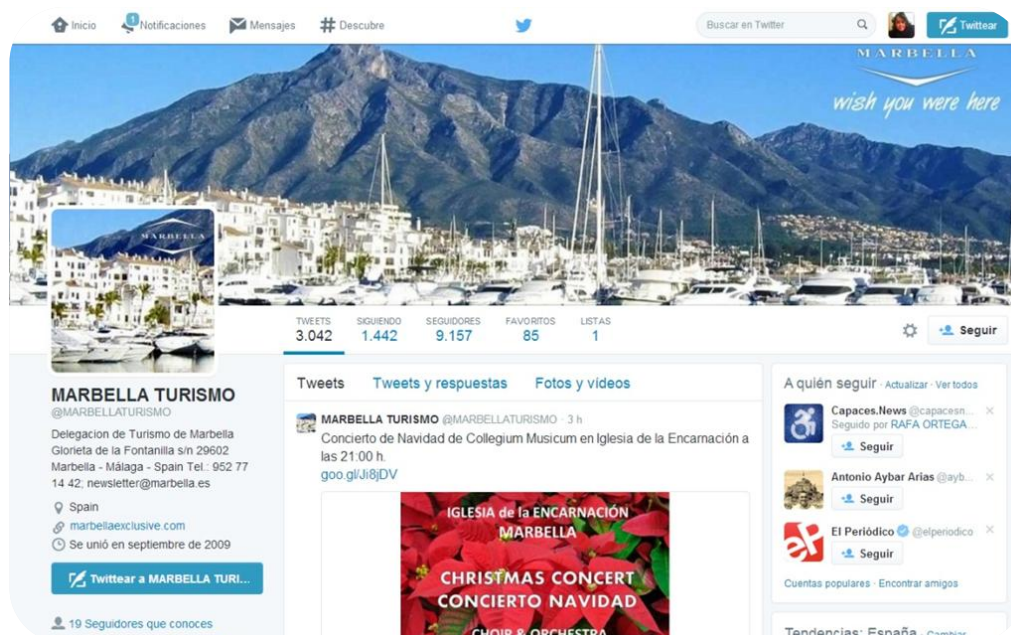 Inicio
1
Notificaciones
Mensajes
Descubre
Buscar en Twitter
Twittear
MARBELLA
wish you were here
MARBELLA
TWEETS
3.042
SIGUIENDO
1.442
SEGUIDORES
9.157
FAVORITOS
85
LISTAS
1
Seguir
MARBELLA TURISMO
@MARBELLATURISMO
Delegacion de Turismo de Marbella
Glorieta de la Fontanilla s/n 29602
Marbella - Málaga - Spain Tel.: 952 77
14 42; newsletter@marbella.es
Spain
marbellaexclusive.com
Se unió en septiembre de 2009
Twittear a MARBELLA TURI...
19 Seguidores que conoces
Tweets
Tweets y respuestas
Fotos y vídeos
MARBELLA TURISMO @MARBELLATURISMO · 3 h
Concierto de Navidad de Collegium Musicum en Iglesia de la Encarnación a
las 21:00 h.
goo.gl/Ji8jDV
IGLESIA de la ENCARNACIÓN
MARBELLA
CHRISTMAS CONCERT
CONCIERTO NAVIDAD
CHOIR & ORCHESTRA
A quién seguir · Actualizar · Ver todos
Capaces.News @capacesn...
Seguido por RAFA ORTEGA...
Seguir
Antonio Aybar Arias @ayb...
Seguir
eP
El Periódico @elperiodico
Seguir
Cuentas populares · Encontrar amigos
Tendencias: España · Cambiar